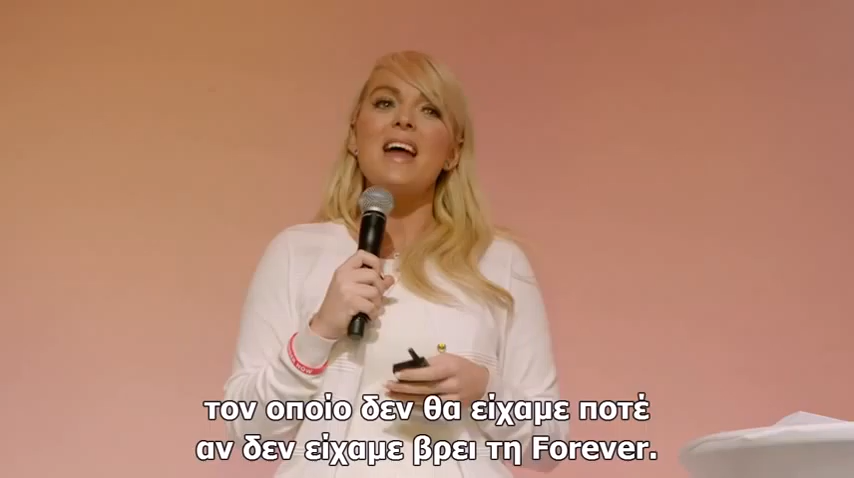 τον οποίο δεν θα είχαμε ποτέ
αν δεν είχαμε βρει τη Forever.